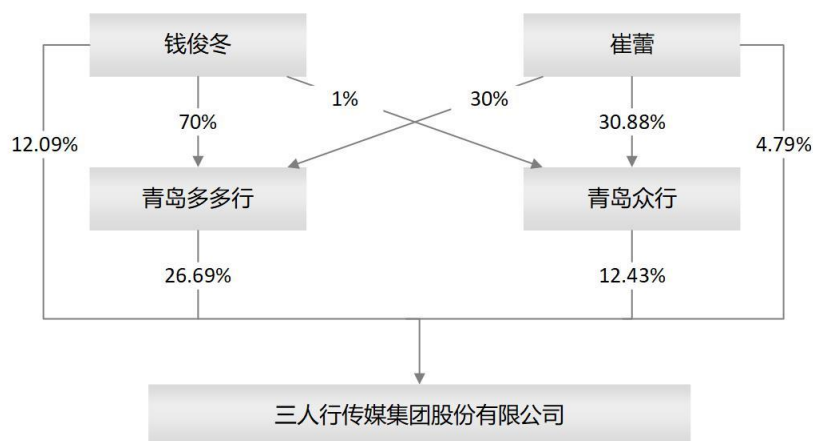 钱俊冬
崔蕾
1%
30%
70%
30.88%
12.09%
4.79%
青岛多多行
青岛众行
26.69%
12.43%
三人行传媒集团股份有限公司